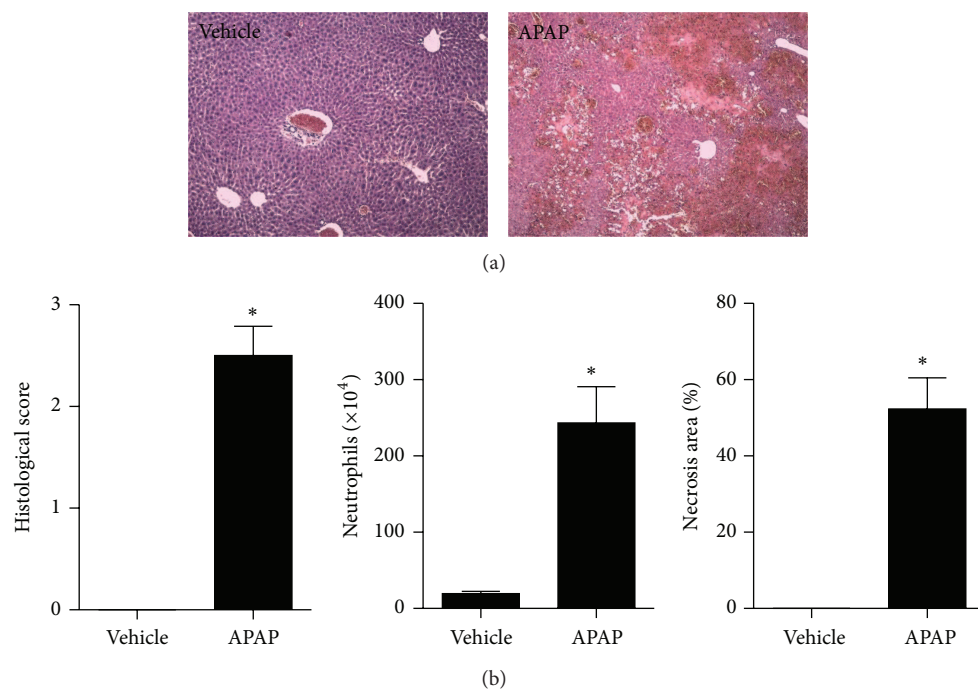 Vehicle
APAP
(a)
Histological score
3
2
1
0
*
Vehicle
APAP
Neutrophils (×10⁴)
400
300
200
100
0
*
Vehicle
APAP
Necrosis area (%)
80
60
40
20
0
*
Vehicle
APAP
(b)